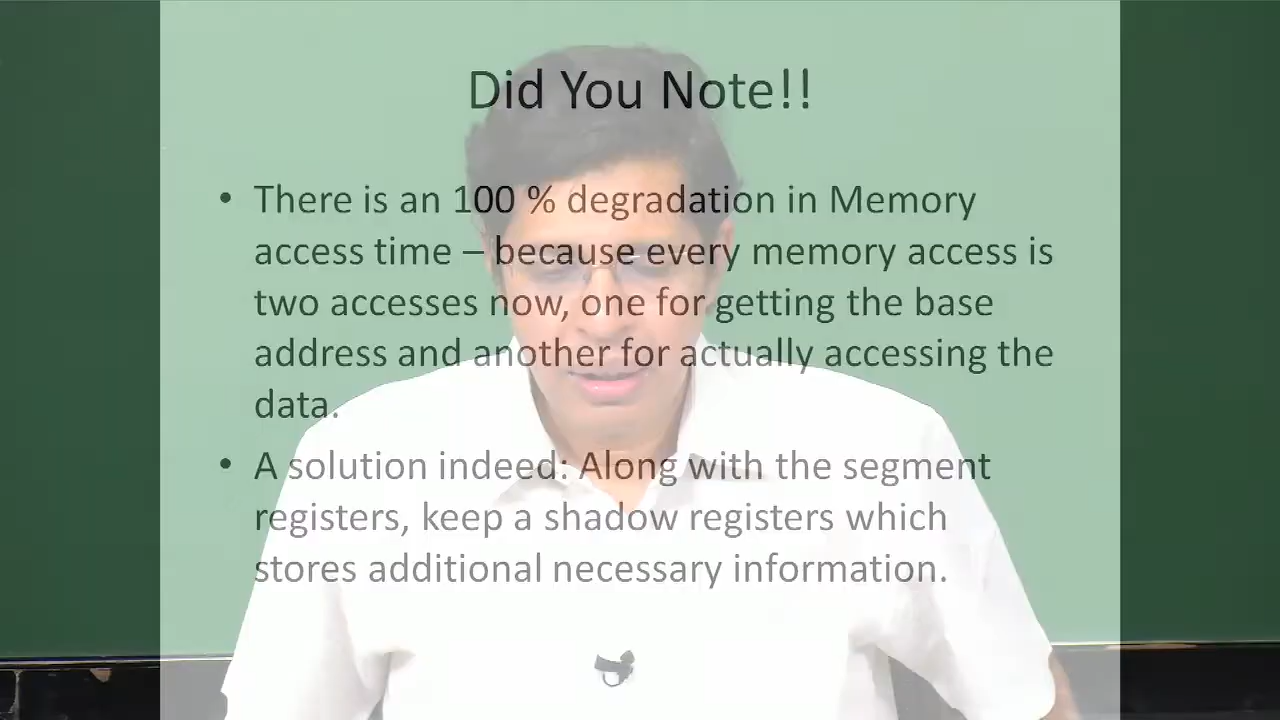 Did You Note!!
• There is an 100 % degradation in Memory
access time – because every memory access is
two accesses now, one for getting the base
address and another for actually accessing the
data.
• A solution indeed: Along with the segment
registers, keep a shadow registers which
stores additional necessary information.